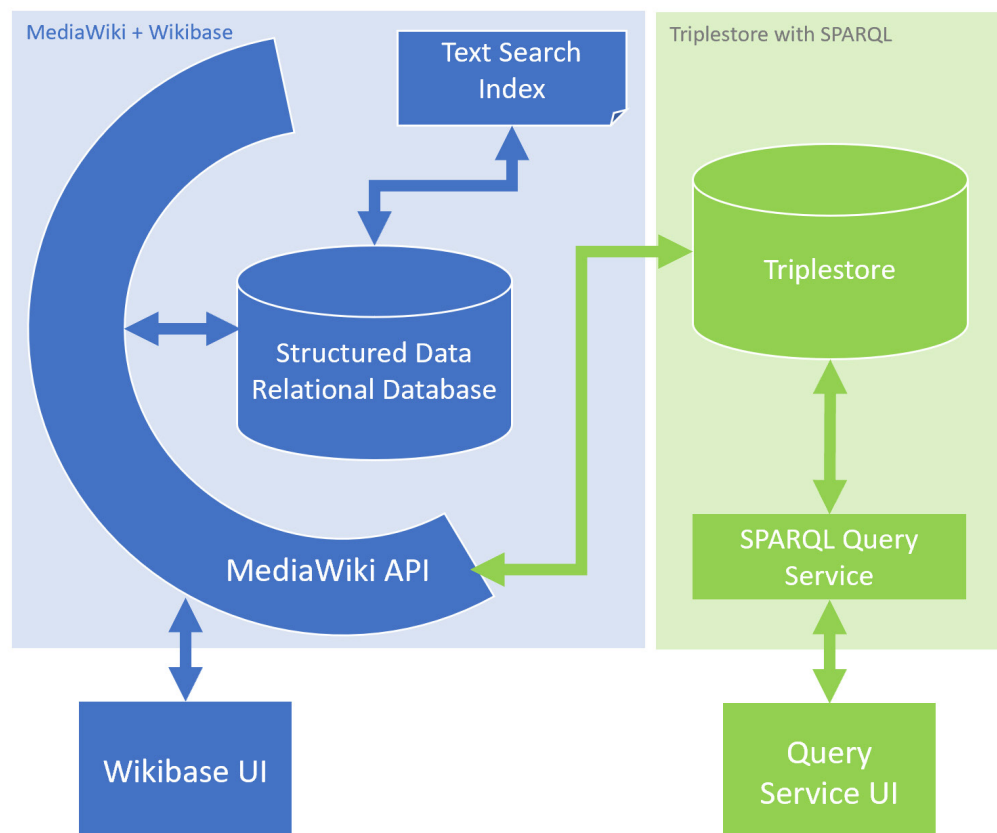 MediaWiki + Wikibase
Text Search
Index
Structured Data
Relational Database
MediaWiki API
Wikibase UI
Triplestore with SPARQL
Triplestore
SPARQL Query
Service
Query
Service UI